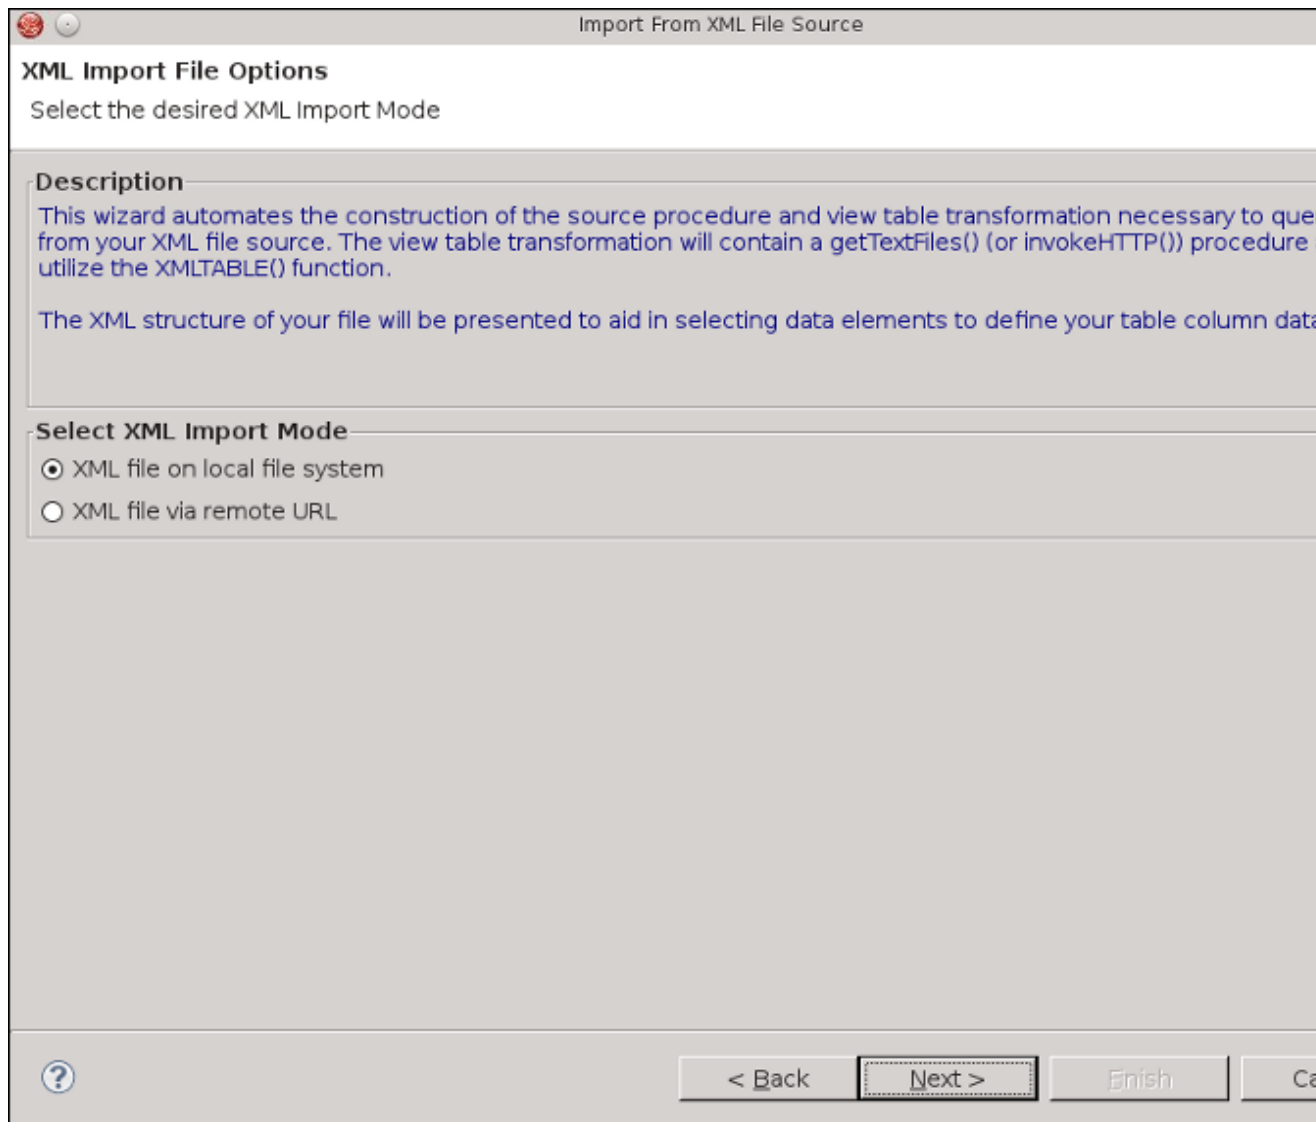 Import From XML File Source
XML Import File Options
Select the desired XML Import Mode
Description
This wizard automates the construction of the source procedure and view table transformation necessary to que
from your XML file source. The view table transformation will contain a getTextFiles() (or invokeHTTP()) procedure
utilize the XMLTABLE() function.
The XML structure of your file will be presented to aid in selecting data elements to define your table column data
Select XML Import Mode
XML file on local file system
XML file via remote URL
? < Back Next > Finish Ca